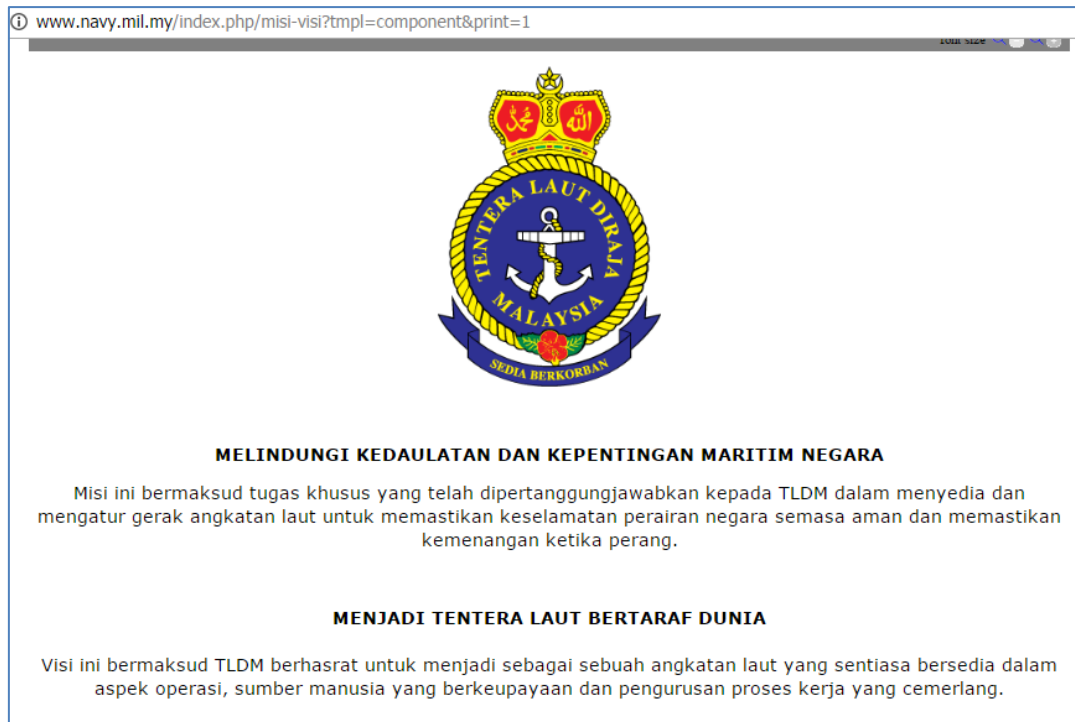 www.navy.mil.my/index.php/misi-visi?tmpl=component&print=1
font size
محمد الله
TENTERA LAUT DIRAJA
MALAYSIA
SEDIA BERKORBAN
MELINDUNGI KEDAULATAN DAN KEPENTINGAN MARITIM NEGARA
Misi ini bermaksud tugas khusus yang telah dipertanggungjawabkan kepada TLDM dalam menyedia dan
mengatur gerak angkatan laut untuk memastikan keselamatan perairan negara semasa aman dan memastikan
kemenangan ketika perang.
MENJADI TENTERA LAUT BERTARAF DUNIA
Visi ini bermaksud TLDM berhasrat untuk menjadi sebagai sebuah angkatan laut yang sentiasa bersedia dalam
aspek operasi, sumber manusia yang berkeupayaan dan pengurusan proses kerja yang cemerlang.